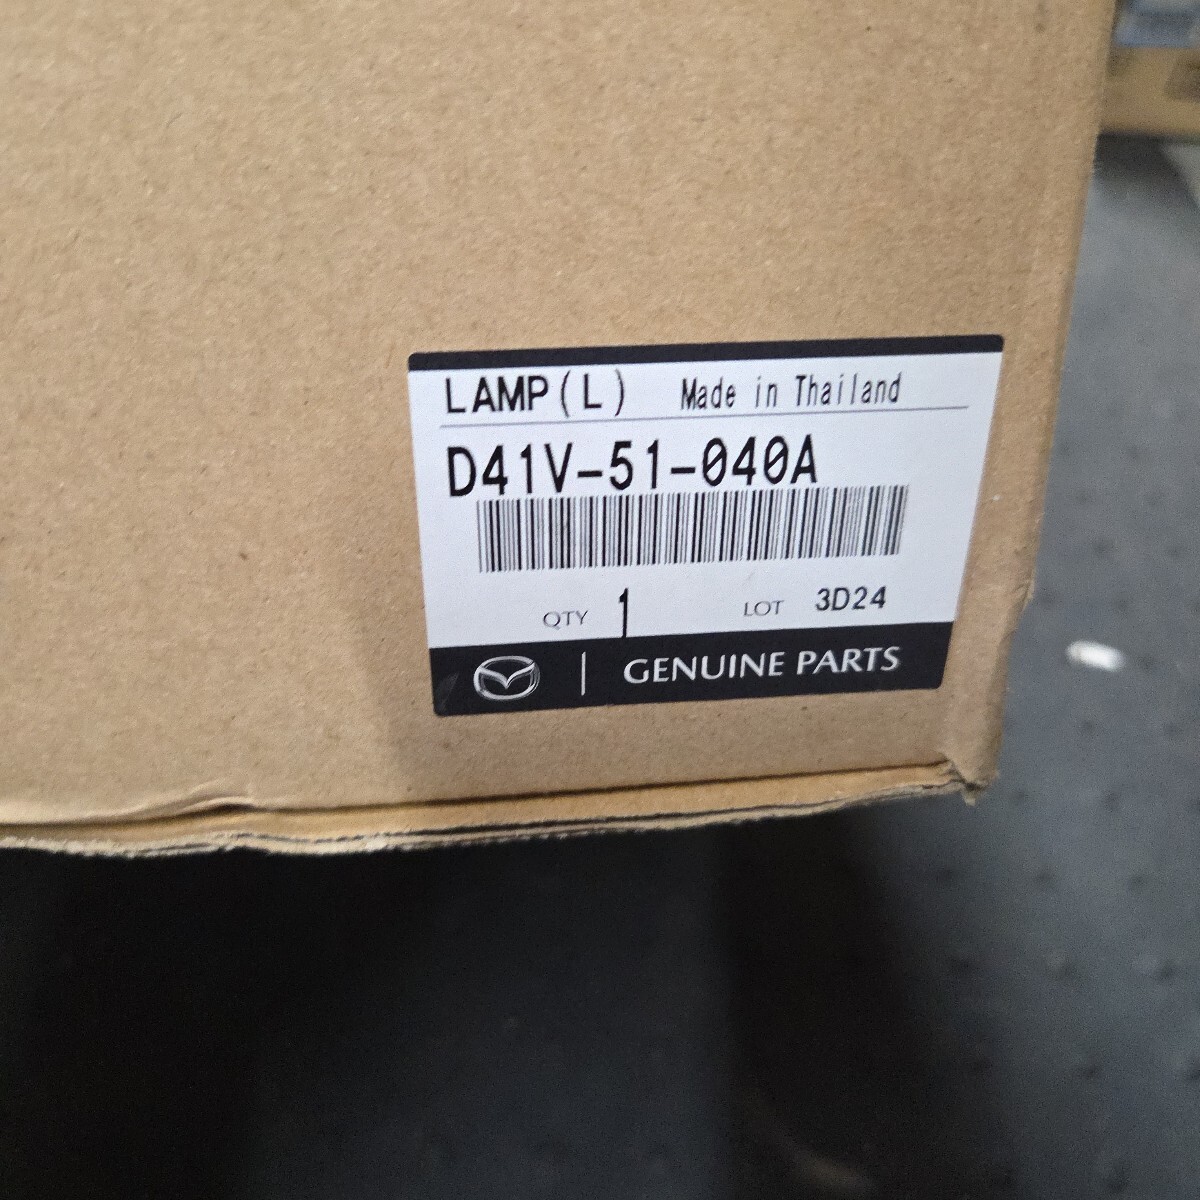 LAMP(L) Made in Thailand
D41V-51-040A
QTY 1 LOT 3D24
GENUINE PARTS